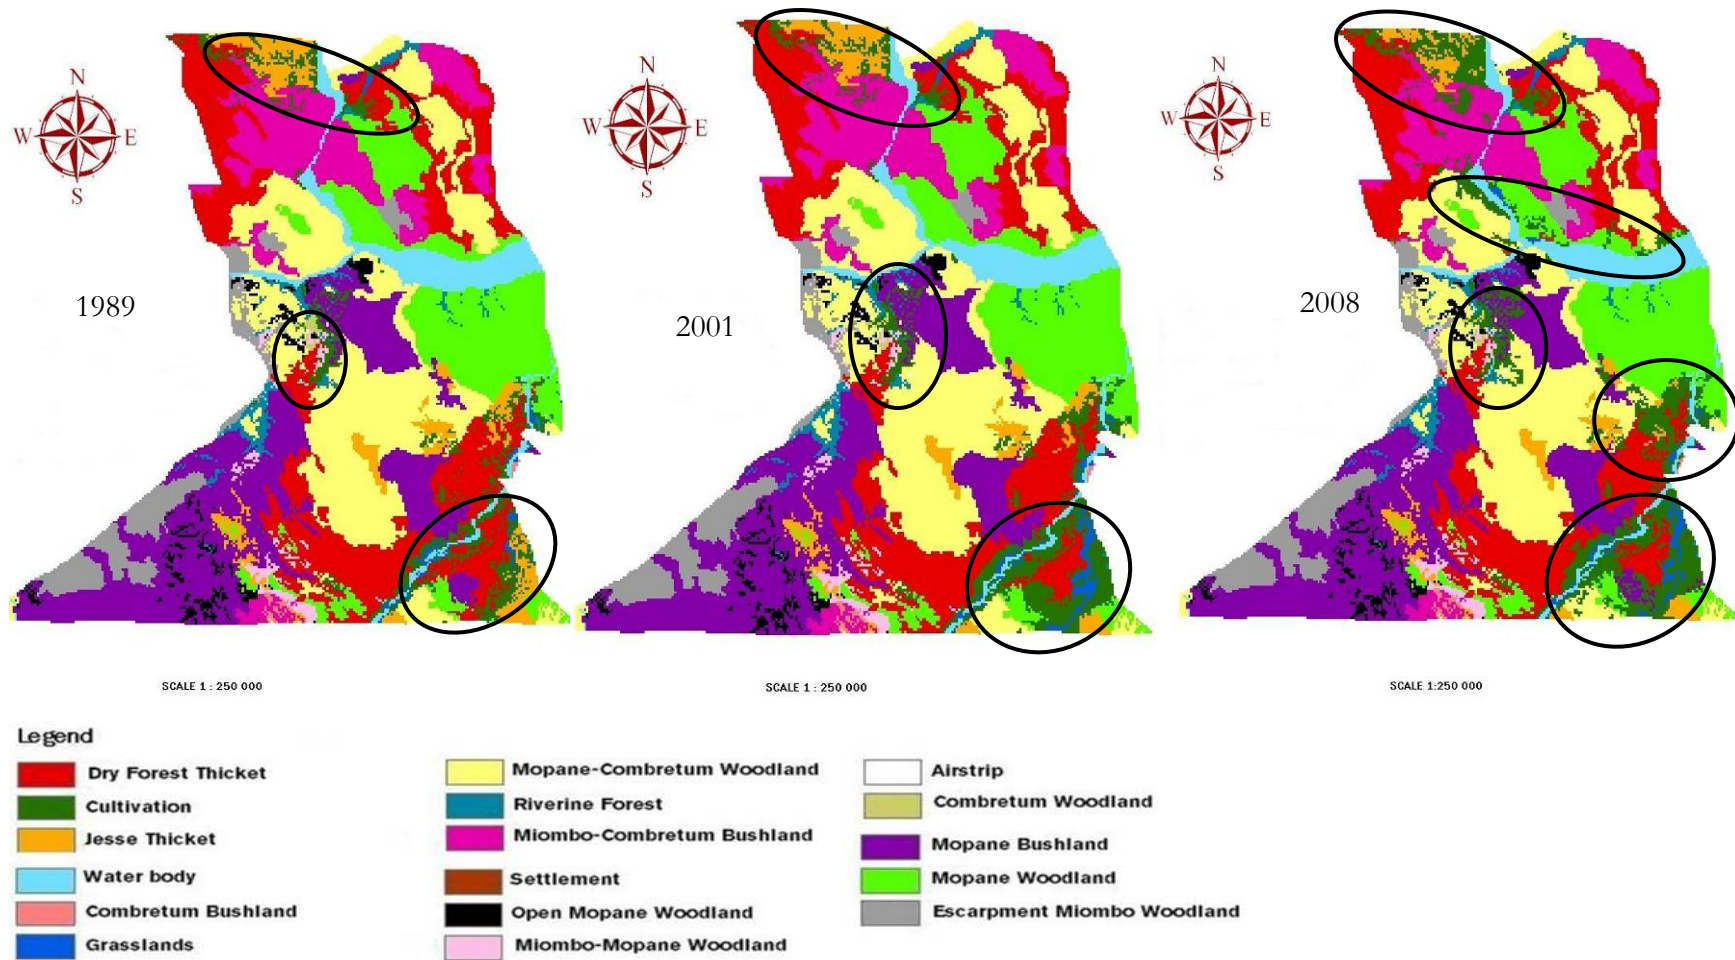 N
W E
S
1989
N
W E
S
2001
N
W E
S
2008
SCALE 1 : 250 000
SCALE 1 : 250 000
SCALE 1:250 000
Legend
Dry Forest Thicket
Cultivation
Jesse Thicket
Water body
Combretum Bushland
Grasslands
Mopane-Combretum Woodland
Riverine Forest
Miombo-Combretum Bushland
Settlement
Open Mopane Woodland
Miombo-Mopane Woodland
Airstrip
Combretum Woodland
Mopane Bushland
Mopane Woodland
Escarpment Miombo Woodland